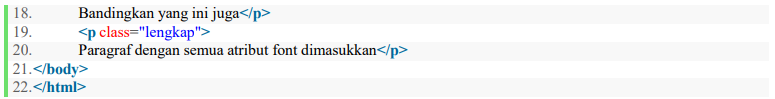 18. Bandingkan yang ini juga</p>
19. <p class="lengkap">
20. Paragraf dengan semua atribut font dimasukkan</p>
21.</body>
22.</html>